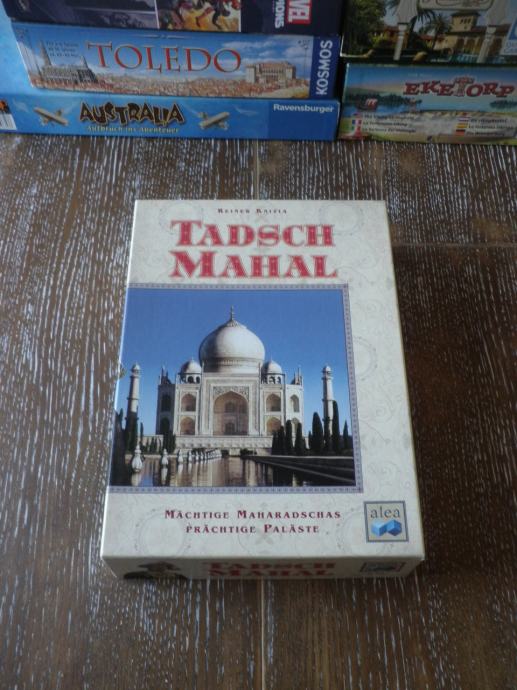 MARVEL
TOLEDO
KOSMOS
AUSTRALIA
Aufbruch ins Abenteuer
Ravensburger
EKETORP
REINER KNIZIA
TADSCH
MAHAL
MÄCHTIGE MAHARADSCHAS
PRÄCHTIGE PALÄSTE
alea
TADSCH
MAHAL